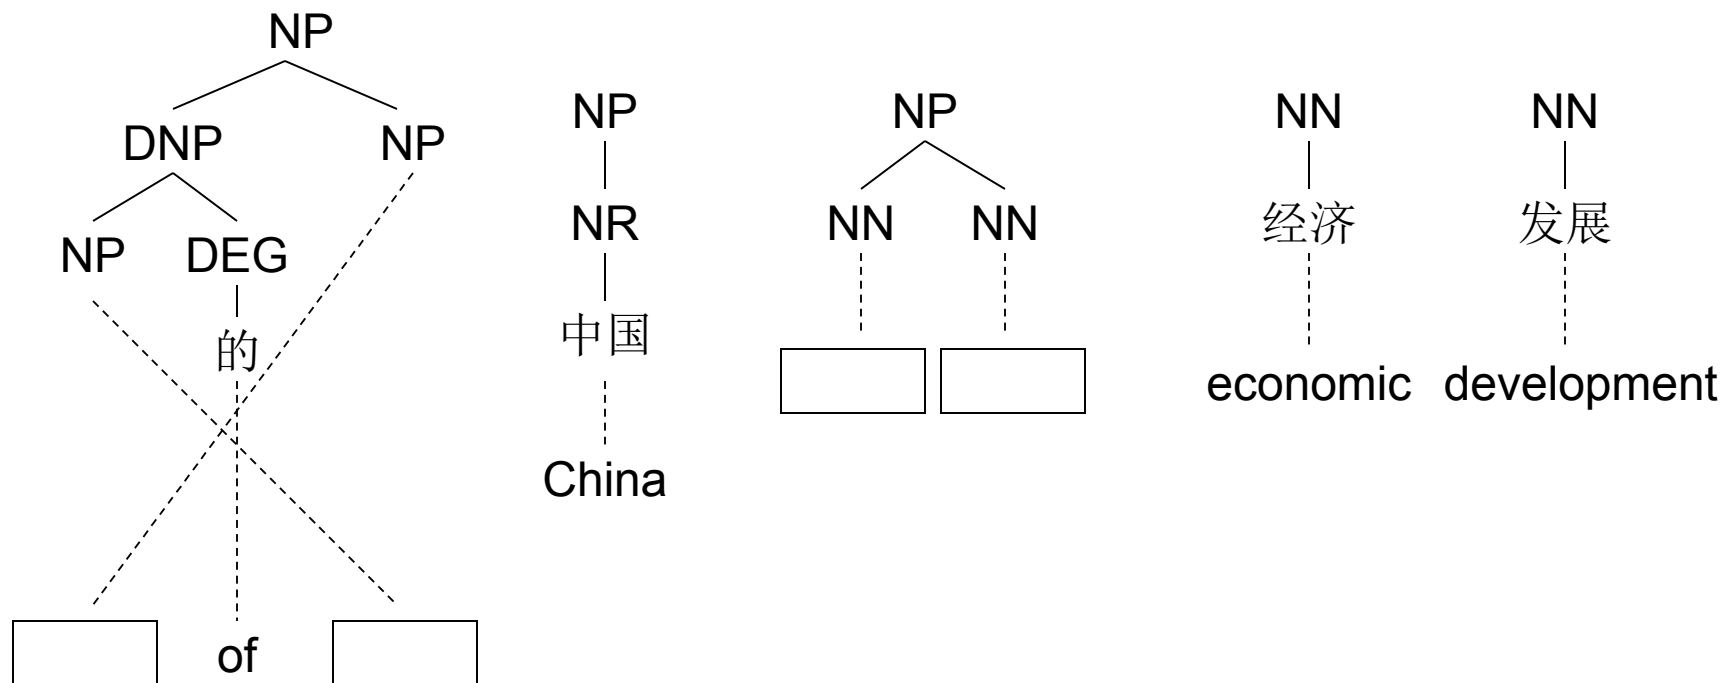 NP
DNP NP
NP DEG
的
of
NP
NR
中国
China
NP
NN NN
NN
经济
economic
NN
发展
development